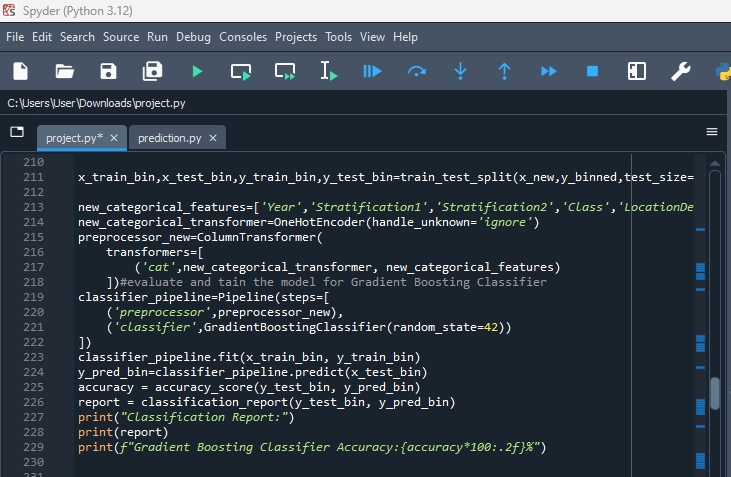 Spyder (Python 3.12)
File Edit Search Source Run Debug Consoles Projects Tools View Help
C:\Users\User\Downloads\project.py
project.py* prediction.py
210
211 x_train_bin,x_test_bin,y_train_bin,y_test_bin=train_test_split(x_new,y_binned,test_size=
212
213 new_categorical_features=['Year','Stratification1','Stratification2','Class','LocationDe
214 new_categorical_transformer=OneHotEncoder(handle_unknown='ignore')
215 preprocessor_new=ColumnTransformer(
216 transformers=[
217 ('cat',new_categorical_transformer, new_categorical_features)
218 ])#evaluate and tain the model for Gradient Boosting Classifier
219 classifier_pipeline=Pipeline(steps=[
220 ('preprocessor',preprocessor_new),
221 ('classifier',GradientBoostingClassifier(random_state=42))
222 ])
223 classifier_pipeline.fit(x_train_bin, y_train_bin)
224 y_pred_bin=classifier_pipeline.predict(x_test_bin)
225 accuracy = accuracy_score(y_test_bin, y_pred_bin)
226 report = classification_report(y_test_bin, y_pred_bin)
227 print("Classification Report:")
228 print(report)
229 print(f"Gradient Boosting Classifier Accuracy:{accuracy*100:.2f}%")
230